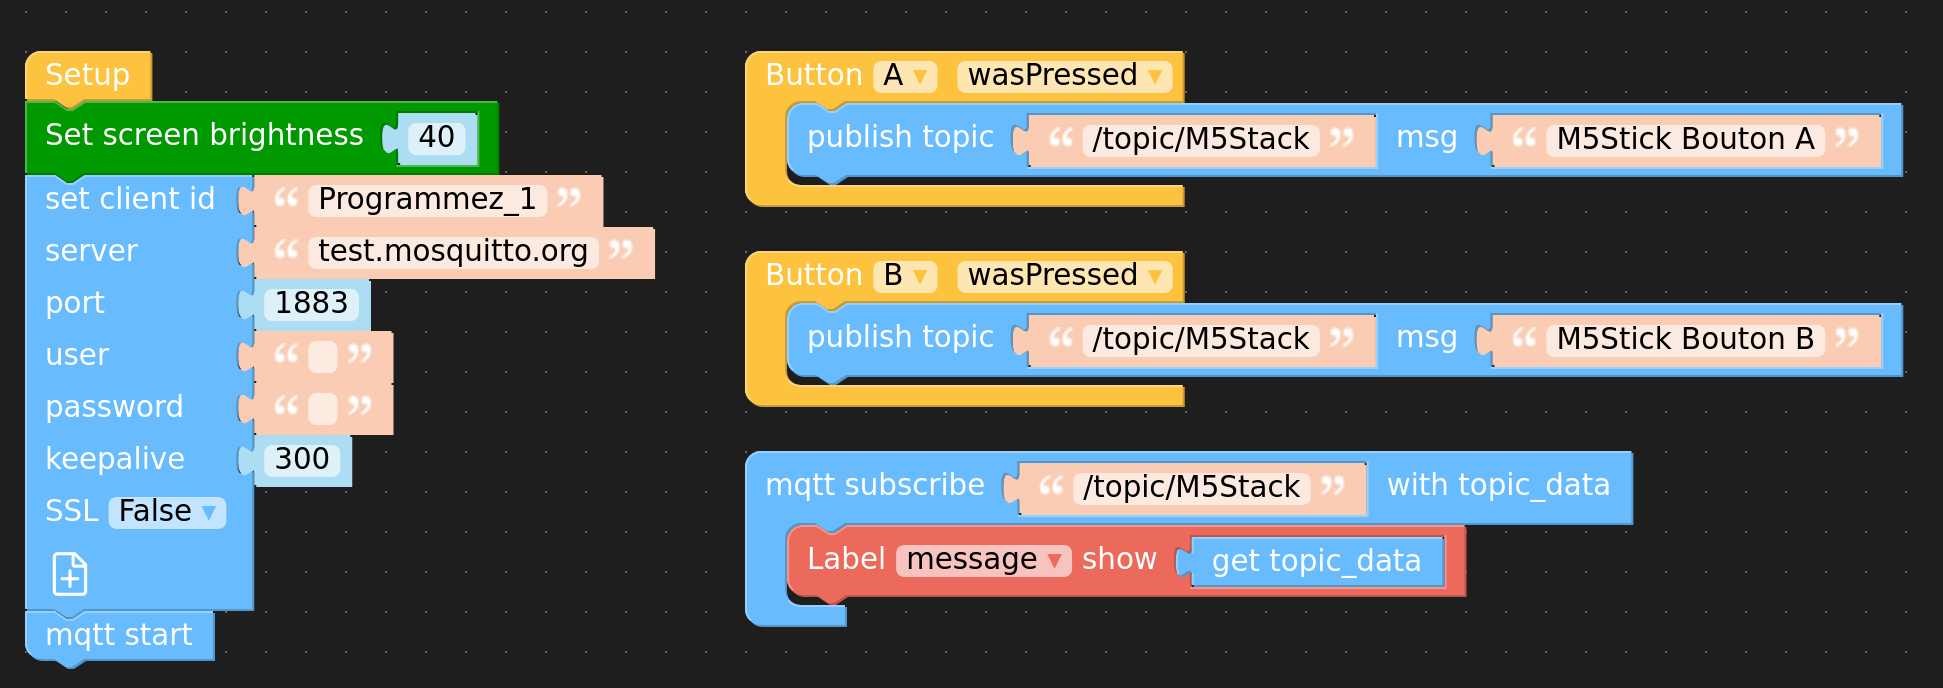 Setup
Set screen brightness 40
set client id “ Programmez_1 ”
server “ test.mosquitto.org ”
port 1883
user “ ”
password “ ”
keepalive 300
SSL False ▼
mqtt start
Button A ▼ wasPressed ▼
publish topic “ /topic/M5Stack ” msg “ M5Stick Bouton A ”
Button B ▼ wasPressed ▼
publish topic “ /topic/M5Stack ” msg “ M5Stick Bouton B ”
mqtt subscribe “ /topic/M5Stack ” with topic_data
Label message ▼ show get topic_data